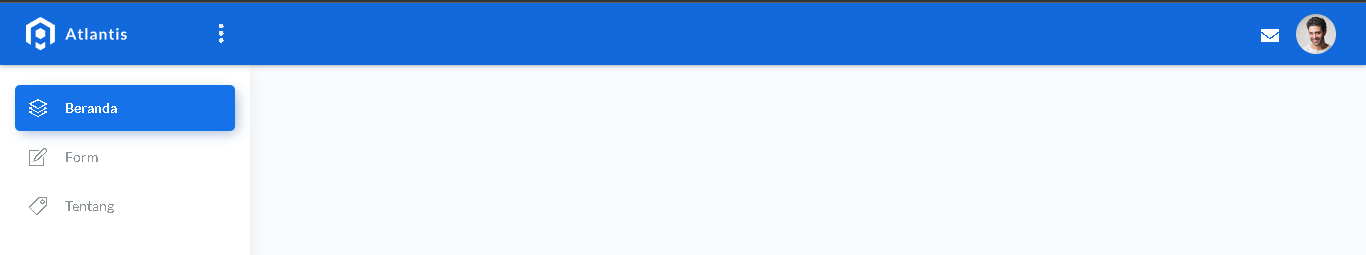 Atlantis
Beranda
Form
Tentang